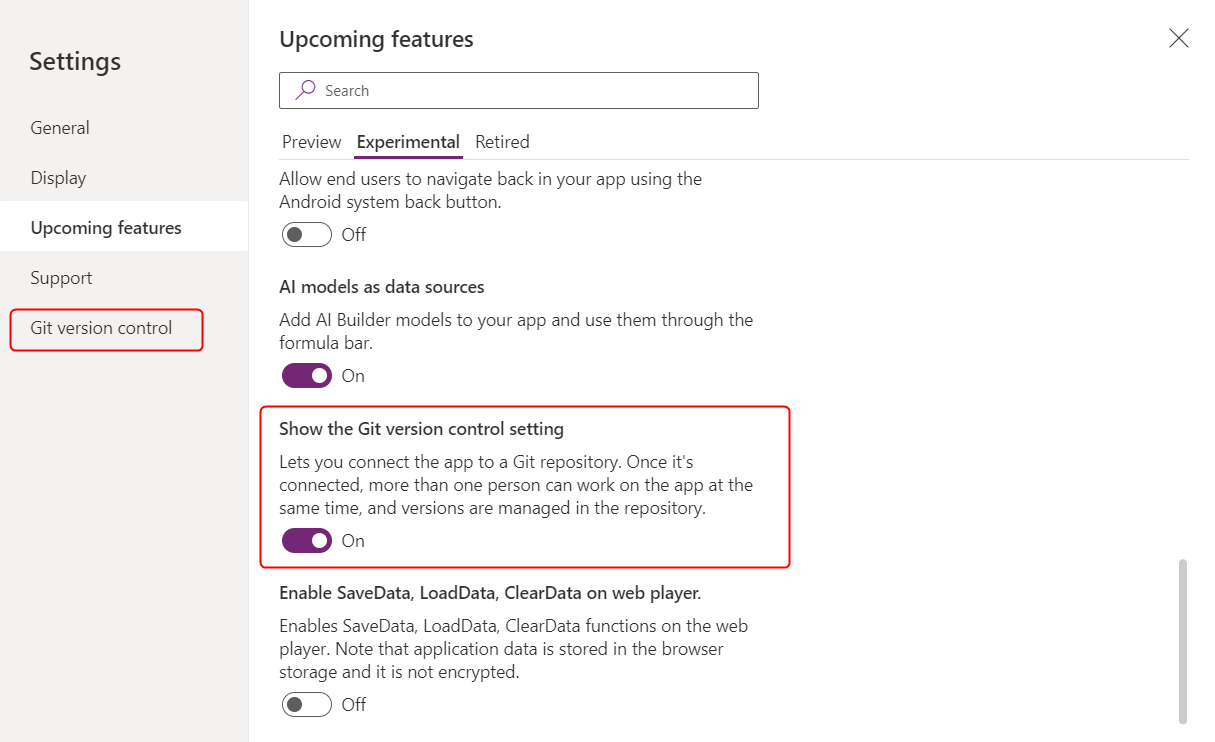 Settings
General
Display
Upcoming features
Support
Git version control
Upcoming features
Search
Preview Experimental Retired
Allow end users to navigate back in your app using the
Android system back button.
Off
AI models as data sources
Add AI Builder models to your app and use them through the
formula bar.
On
Show the Git version control setting
Lets you connect the app to a Git repository. Once it's
connected, more than one person can work on the app at the
same time, and versions are managed in the repository.
On
Enable SaveData, LoadData, ClearData on web player.
Enables SaveData, LoadData, ClearData functions on the web
player. Note that application data is stored in the browser
storage and it is not encrypted.
Off